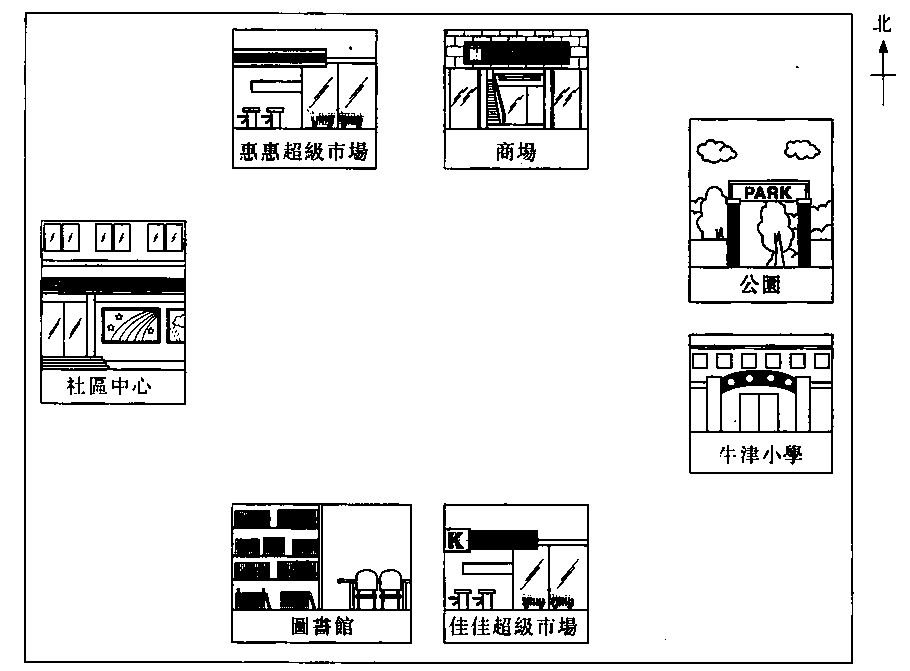 北
惠惠超級市場
商場
PARK
公園
社區中心
牛津小學
圖書館
K
佳佳超級市場